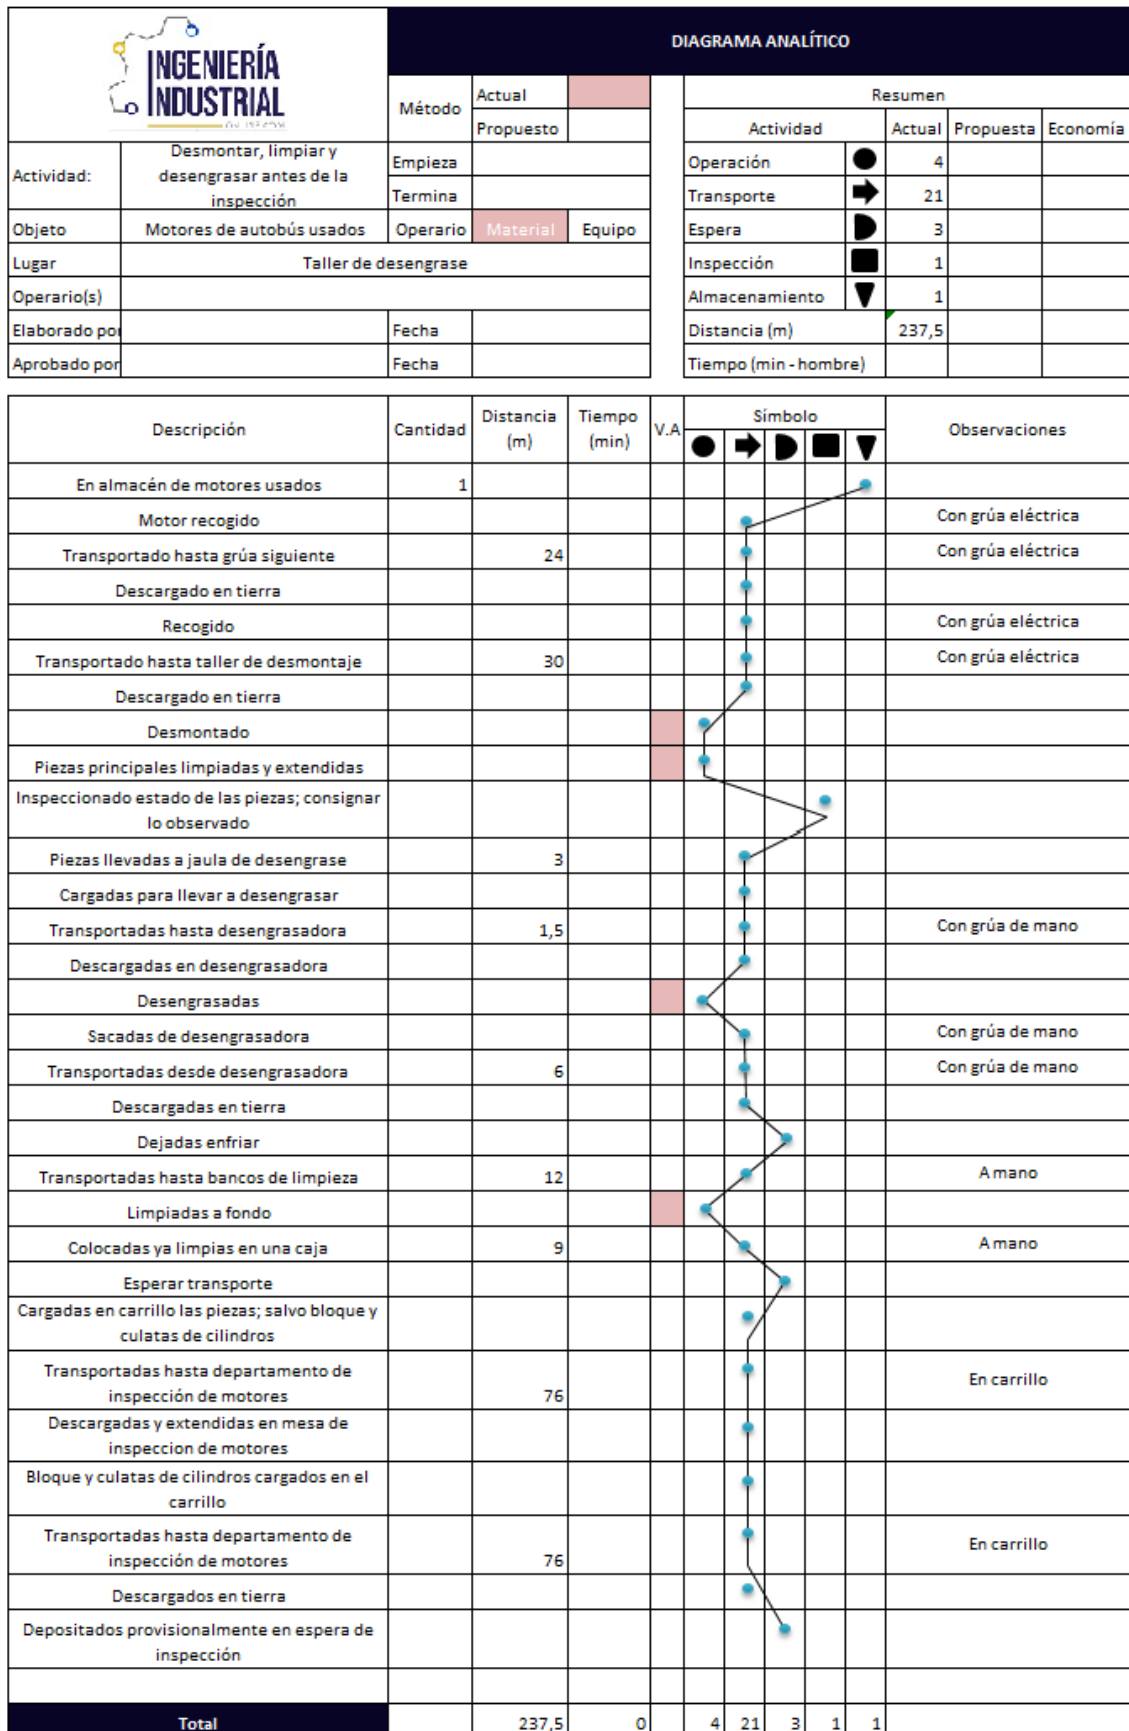 INGENIERÍA
INDUSTRIAL
DIAGRAMA ANALÍTICO
Método
Actual
Propuesto
Resumen
Actividad
Actual
Propuesta
Economía
Actividad:
Desmontar, limpiar y
desengrasar antes de la
inspección
Empieza
Termina
Operación
4
Transporte
21
Objeto
Motores de autobús usados
Operario
Material
Equipo
Espera
3
Lugar
Taller de desengrase
Inspección
1
Operario(s)
Almacenamiento
1
Elaborado por
Fecha
Distancia (m)
237,5
Aprobado por
Fecha
Tiempo (min - hombre)
Descripción
Cantidad
Distancia
(m)
Tiempo
(min)
V.A
Símbolo
Observaciones
En almacén de motores usados
1
Motor recogido
Con grúa eléctrica
Transportado hasta grúa siguiente
24
Con grúa eléctrica
Descargado en tierra
Recogido
Con grúa eléctrica
Transportado hasta taller de desmontaje
30
Con grúa eléctrica
Descargado en tierra
Desmontado
Piezas principales limpiadas y extendidas
Inspeccionado estado de las piezas; consignar
lo observado
Piezas llevadas a jaula de desengrase
3
Cargadas para llevar a desengrasar
Transportadas hasta desengrasadora
1,5
Con grúa de mano
Descargadas en desengrasadora
Desengrasadas
Sacadas de desengrasadora
Con grúa de mano
Transportadas desde desengrasadora
6
Con grúa de mano
Descargadas en tierra
Dejadas enfriar
Transportadas hasta bancos de limpieza
12
A mano
Limpiadas a fondo
Colocadas ya limpias en una caja
9
A mano
Esperar transporte
Cargadas en carrillo las piezas; salvo bloque y
culatas de cilindros
Transportadas hasta departamento de
inspección de motores
76
En carrillo
Descargadas y extendidas en mesa de
inspeccion de motores
Bloque y culatas de cilindros cargados en el
carrillo
Transportadas hasta departamento de
inspección de motores
76
En carrillo
Descargados en tierra
Depositados provisionalmente en espera de
inspección
Total
237,5
0
4
21
3
1
1